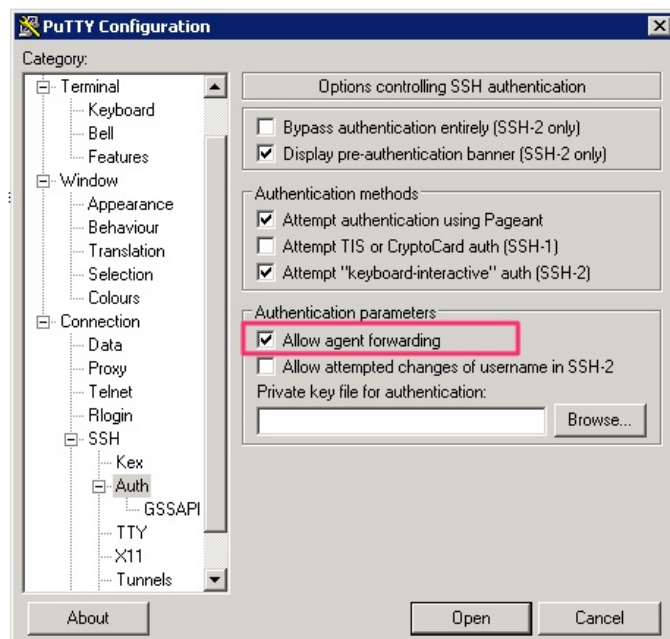 PuTTY Configuration
Category:
Terminal
Keyboard
Bell
Features
Window
Appearance
Behaviour
Translation
Selection
Colours
Connection
Data
Proxy
Telnet
Rlogin
SSH
Kex
Auth
GSSAPI
TTY
X11
Tunnels
Options controlling SSH authentication
Bypass authentication entirely (SSH-2 only)
Display pre-authentication banner (SSH-2 only)
Authentication methods
Attempt authentication using Pageant
Attempt TIS or CryptoCard auth (SSH-1)
Attempt "keyboard-interactive" auth (SSH-2)
Authentication parameters
Allow agent forwarding
Allow attempted changes of username in SSH-2
Private key file for authentication:
Browse...
About
Open
Cancel